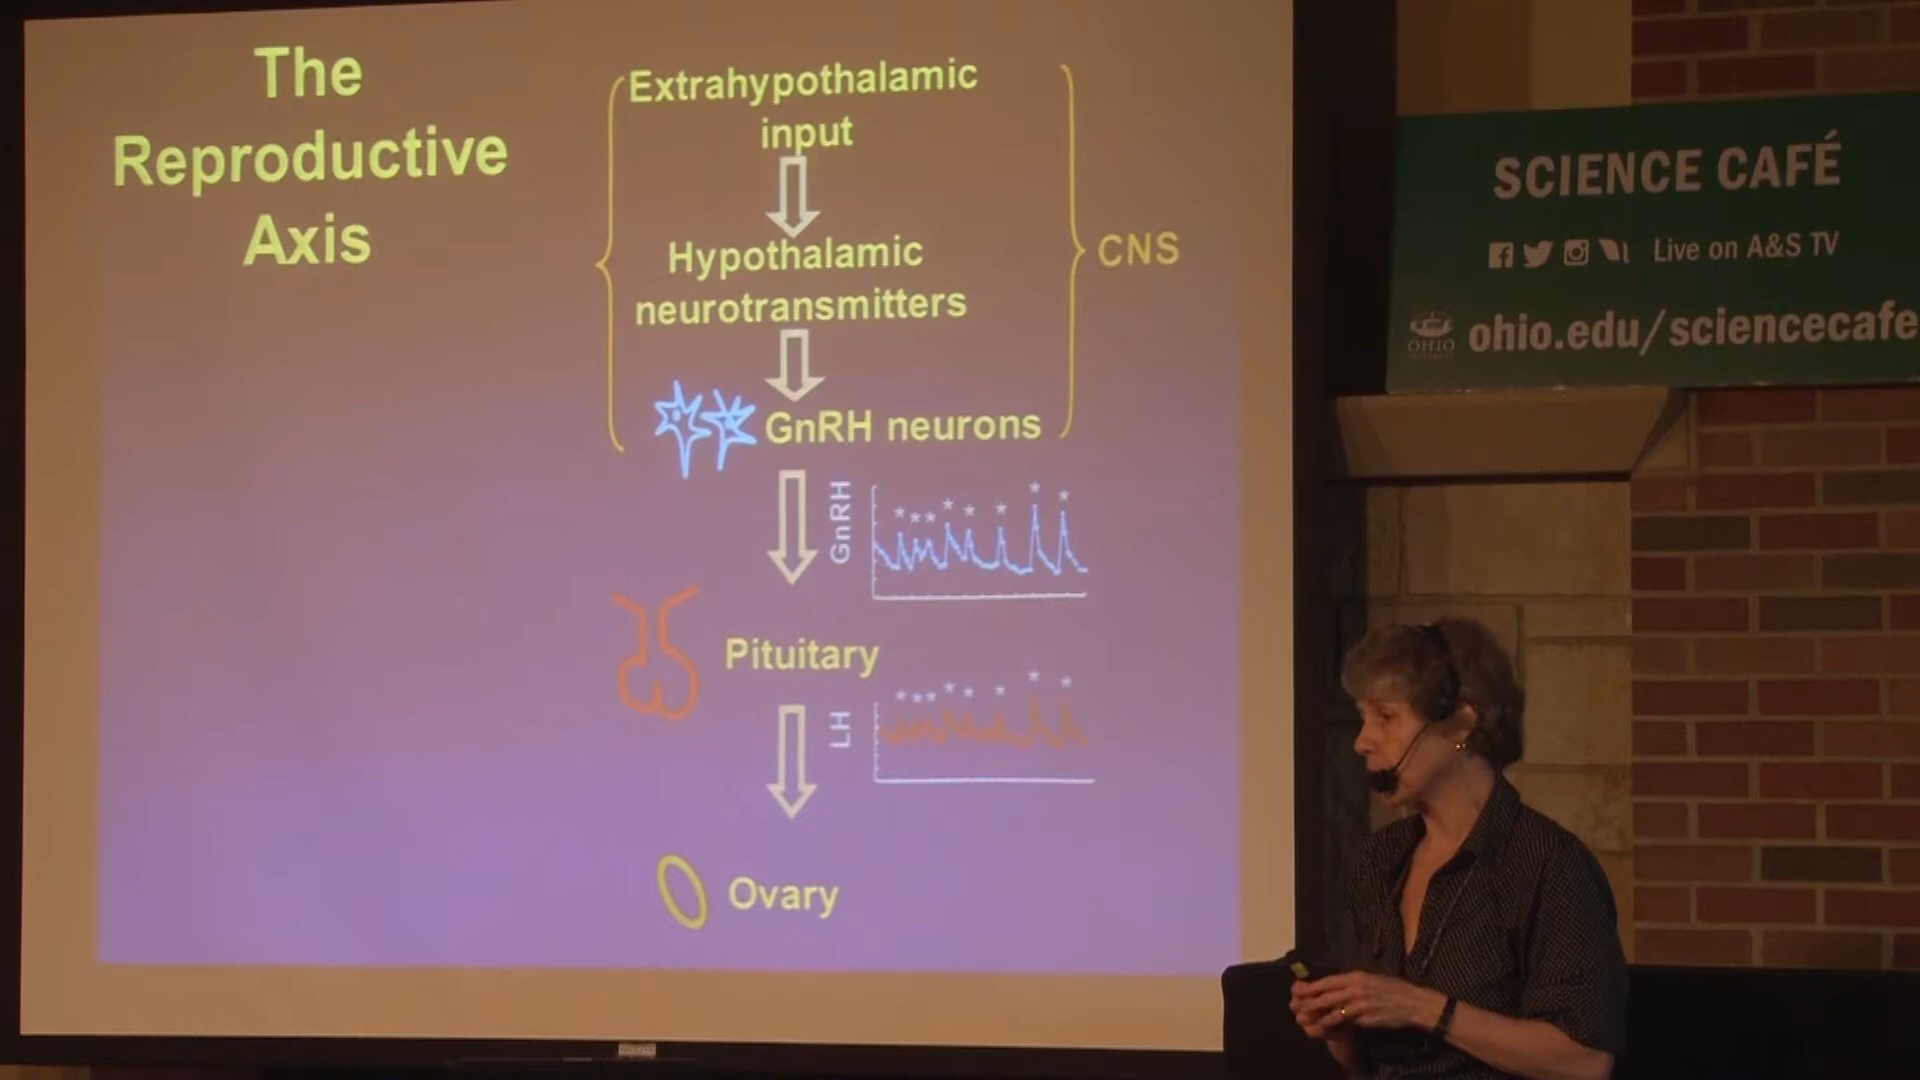 The
Reproductive
Axis
Extrahypothalamic
input
Hypothalamic
neurotransmitters
GnRH neurons
CNS
GnRH
* * * * * * * *
Pituitary
LH
* * * * * * * *
Ovary
SCIENCE CAFÉ
Live on A&S TV
OHIO
ohio.edu/sciencecafe